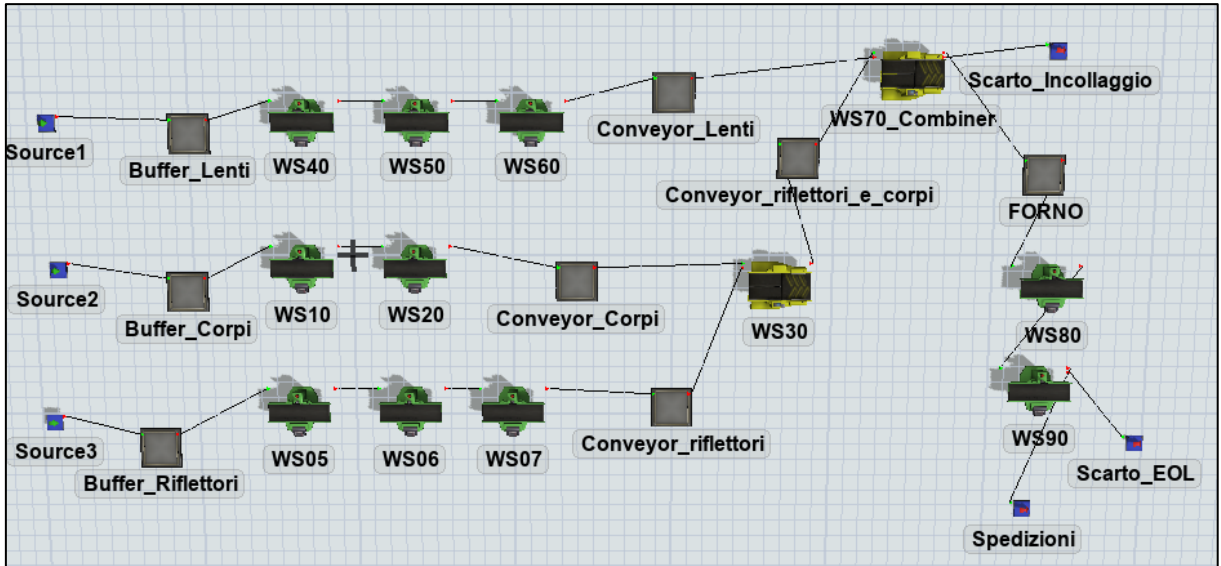 Scarto_Incollaggio
WS70_Combiner
Conveyor_Lenti
Source1
Buffer_Lenti
WS40
WS50
WS60
Conveyor_riflettori_e_corpi
FORNO
Source2
Buffer_Corpi
WS10
WS20
Conveyor_Corpi
WS30
WS80
Source3
Buffer_Riflettori
WS05
WS06
WS07
Conveyor_riflettori
WS90
Scarto_EOL
Spedizioni